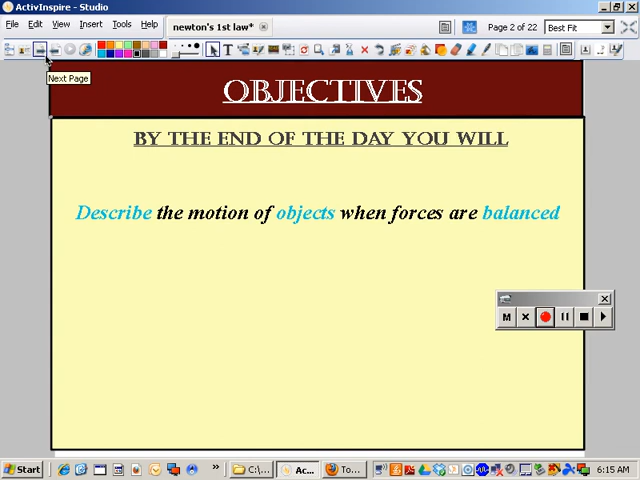 ActivInspire - Studio
File Edit View Insert Tools Help newton's 1st law* Page 2 of 22 Best Fit
Next Page
OBJECTIVES
BY THE END OF THE DAY YOU WILL
Describe the motion of objects when forces are balanced
M
Start » C:\... Ac... To... 6:15 AM